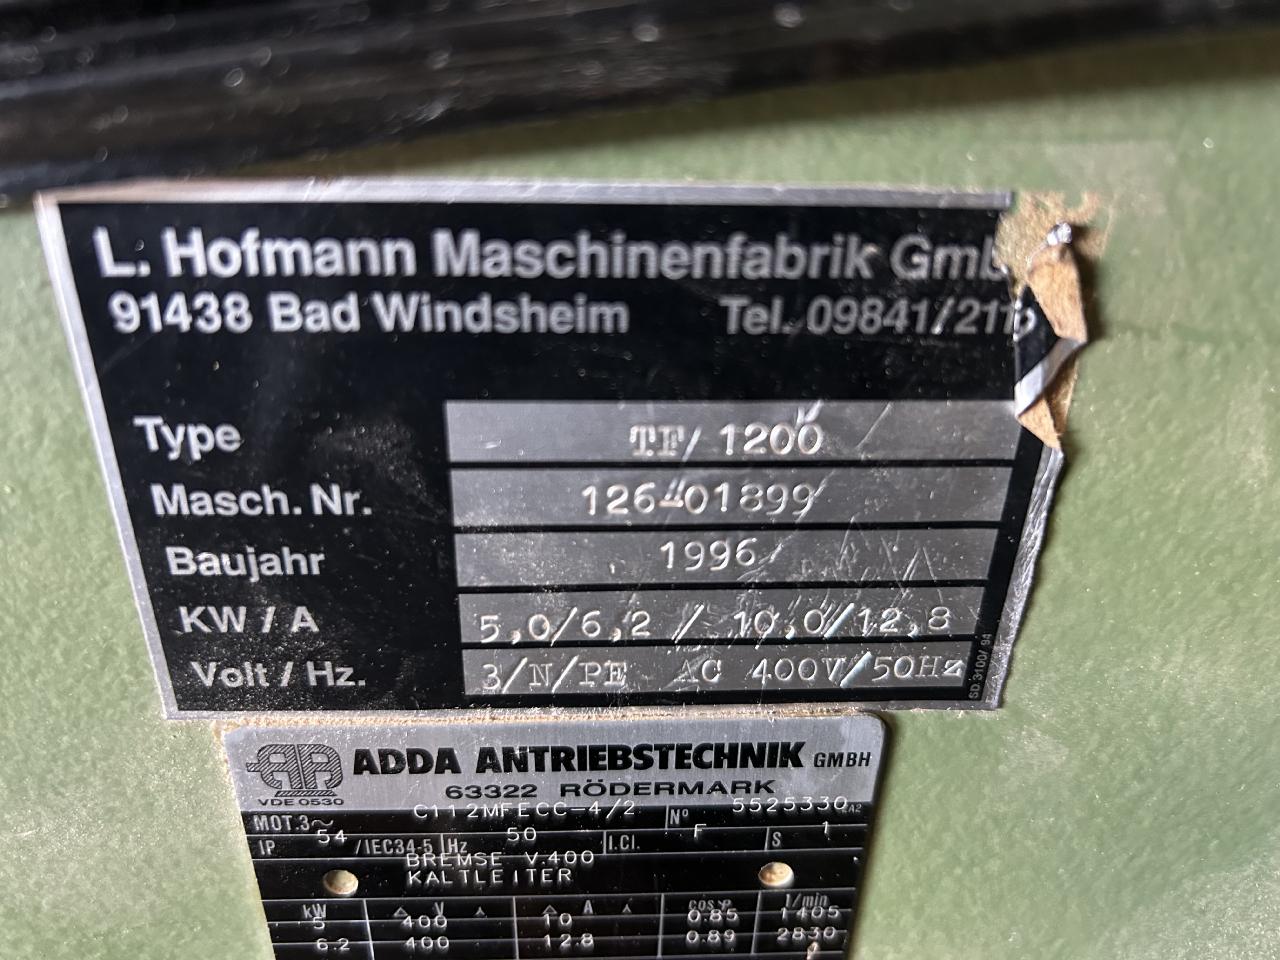 L. Hofmann Maschinenfabrik Gmb
91438 Bad Windsheim Tel. 09841/211
Type TF/ 1200
Masch. Nr. 126-01899
Baujahr 1996
KW / A 5,0/6,2 / 10,0/12,8
Volt / Hz. 3/N/PE AC 400V/50Hz
SD 3100/94
ADDA ANTRIEBSTECHNIK GMBH
63322 RÖDERMARK
VDE 0530
MOT.3~ C112MFECC-4/2 Nº 5525330
IP 54 /IEC34-5 Hz 50 I.Cl. F S 1
BREMSE V.400
KALTLEITER
kW V A cos φ 1/min
5 400 10 0.85 1405
6.2 400 12.8 0.89 2830